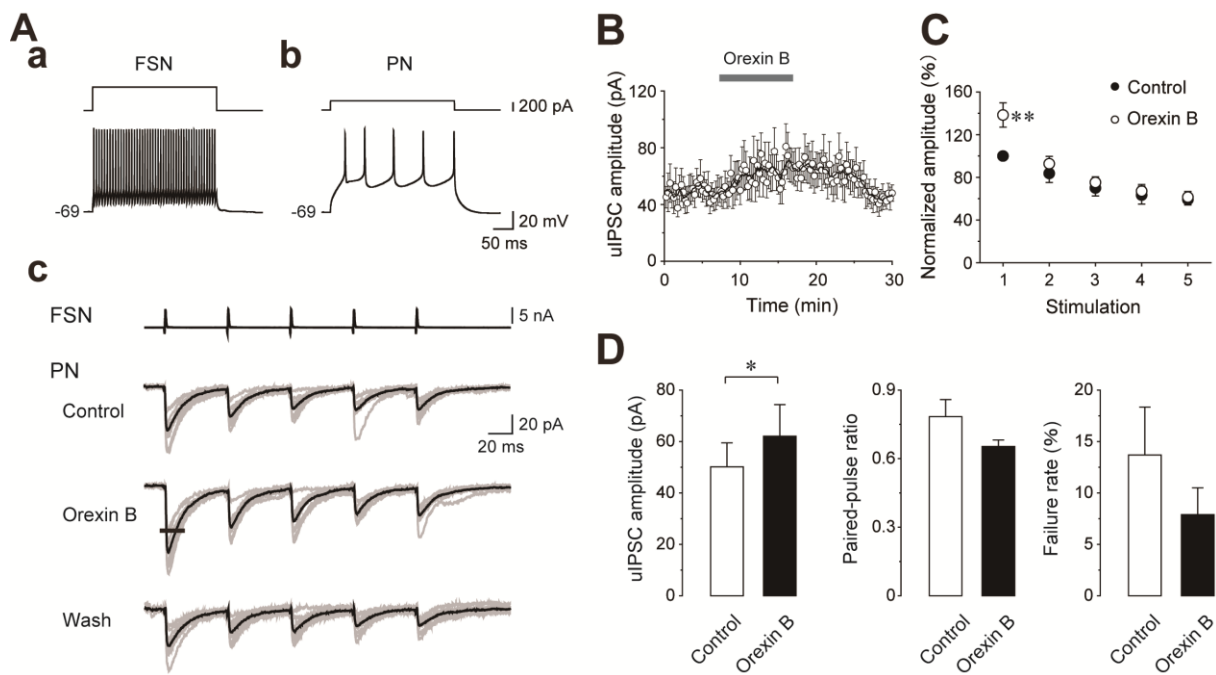 A
a
FSN
200 pA
-69
b
PN
-69
20 mV
50 ms
c
FSN
5 nA
PN
Control
20 pA
20 ms
Orexin B
Wash
B
Orexin B
uIPSC amplitude (pA)
120
80
40
0
0 10 20 30
Time (min)
C
Normalized amplitude (%)
160
120
80
40
0
**
Control
Orexin B
1 2 3 4 5
Stimulation
D
uIPSC amplitude (pA)
80
60
40
20
0
*
Control
Orexin B
Paired-pulse ratio
0.9
0.6
0.3
0
Control
Orexin B
Failure rate (%)
20
15
10
5
0
Control
Orexin B